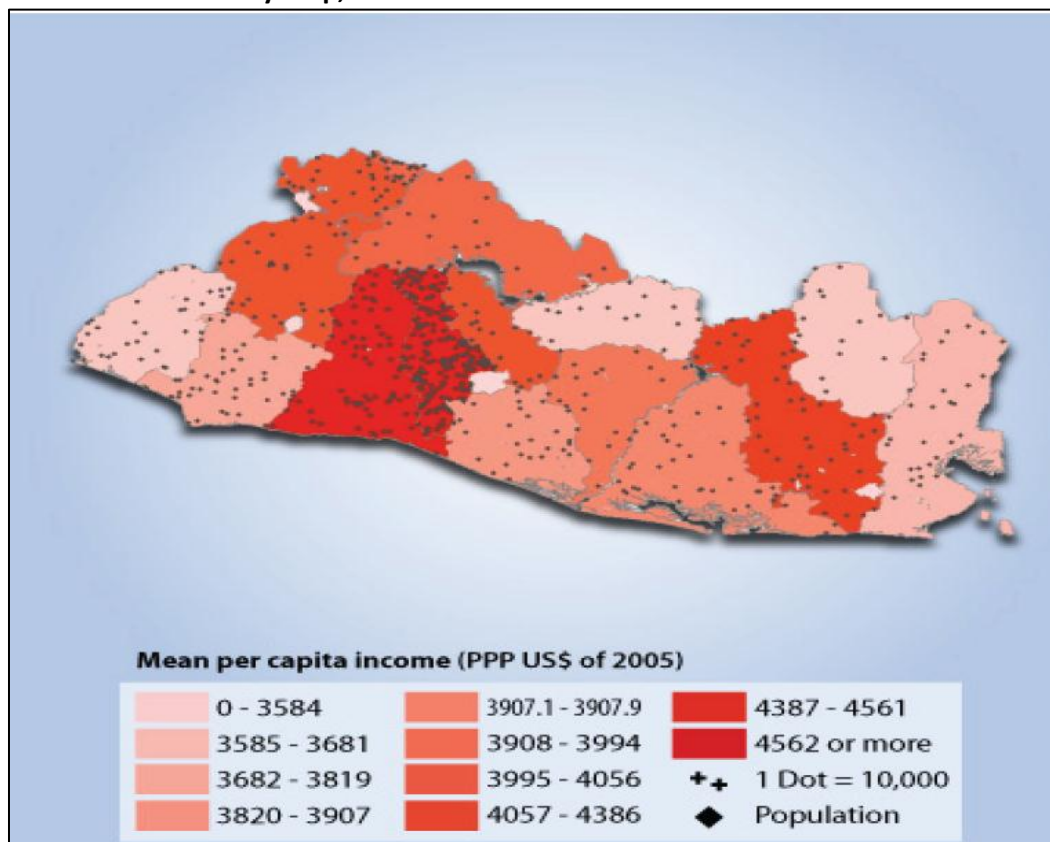 Mean per capita income (PPP US$ of 2005)
0 - 3584
3585 - 3681
3682 - 3819
3820 - 3907
3907.1 - 3907.9
3908 - 3994
3995 - 4056
4057 - 4386
4387 - 4561
4562 or more
1 Dot = 10,000
Population